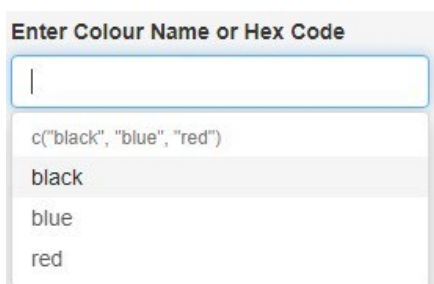 Enter Colour Name or Hex Code
c("black", "blue", "red")
black
blue
red